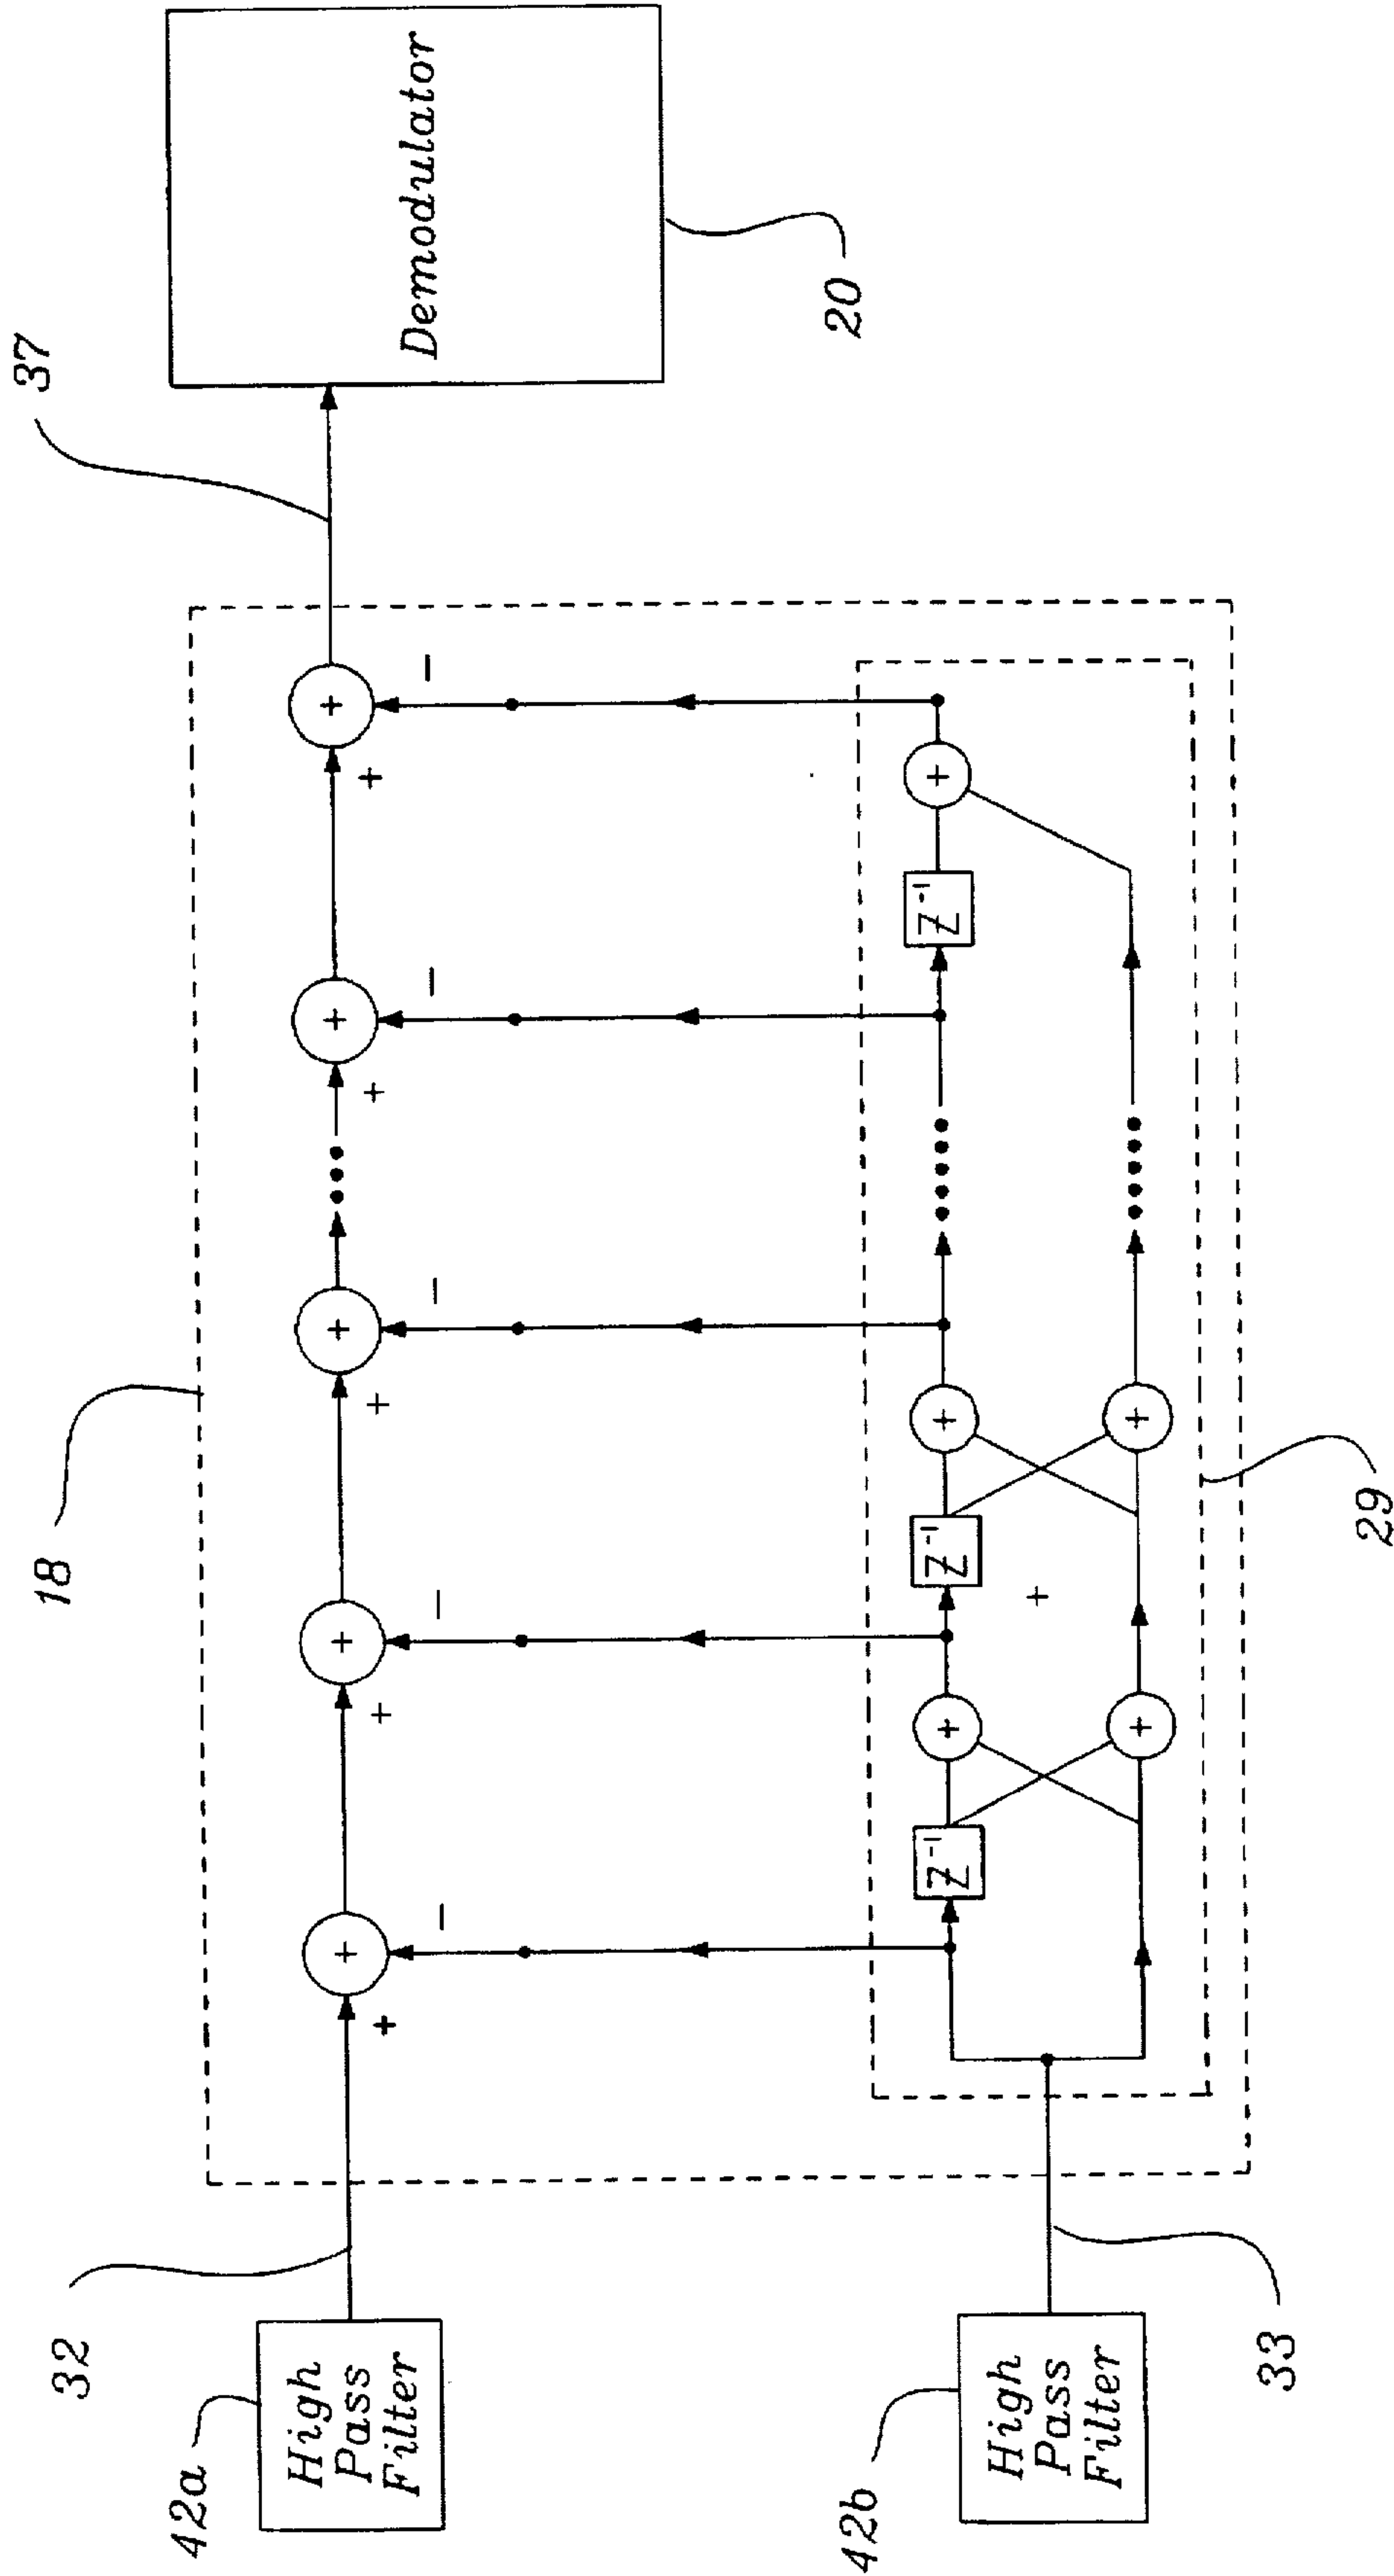 42a
High
Pass
Filter
32
18
37
Demodulator
20
+
+
+
+
+
+
+
+
+
+
−
−
−
−
−
42b
High
Pass
Filter
33
29
Z⁻¹
Z⁻¹
Z⁻¹
+
+
+
+
+
+